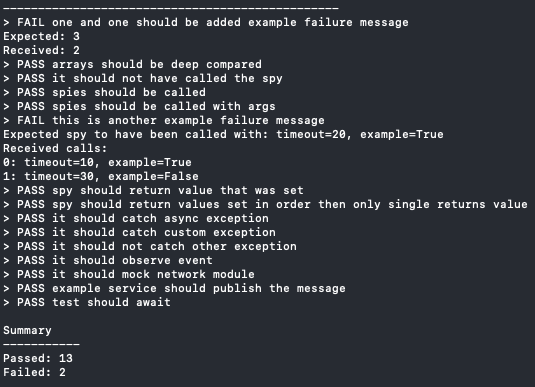 > FAIL one and one should be added example failure message
Expected: 3
Received: 2
> PASS arrays should be deep compared
> PASS it should not have called the spy
> PASS spies should be called
> PASS spies should be called with args
> FAIL this is another example failure message
Expected spy to have been called with: timeout=20, example=True
Received calls:
0: timeout=10, example=True
1: timeout=30, example=False
> PASS spy should return value that was set
> PASS spy should return values set in order then only single returns value
> PASS it should catch async exception
> PASS it should catch custom exception
> PASS it should not catch other exception
> PASS it should observe event
> PASS it should mock network module
> PASS example service should publish the message
> PASS test should await
Summary
Passed: 13
Failed: 2